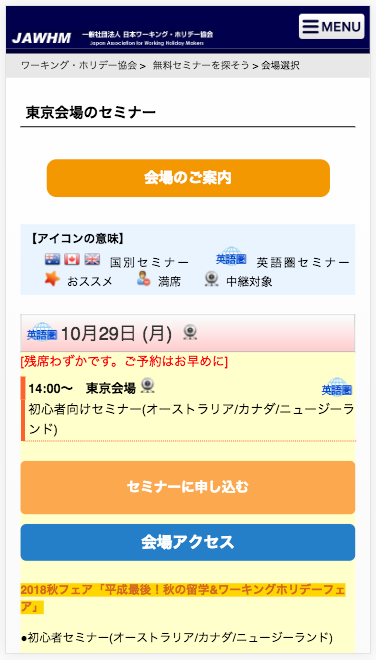 JAWHM 一般社団法人 日本ワーキング・ホリデー協会
Japan Association for Working Holiday Makers
MENU
ワーキング・ホリデー協会 > 無料セミナーを探そう > 会場選択
東京会場のセミナー
会場のご案内
【アイコンの意味】
国別セミナー 英語圏 英語圏セミナー
おススメ 満席 中継対象
英語圏 10月29日 (月)
[残席わずかです。ご予約はお早めに]
14:00〜 東京会場 英語圏
初心者向けセミナー(オーストラリア/カナダ/ニュージーラ
ンド)
セミナーに申し込む
会場アクセス
2018秋フェア「平成最後!秋の留学&ワーキングホリデーフェ
ア」
●初心者セミナー(オーストラリア/カナダ/ニュージーランド)